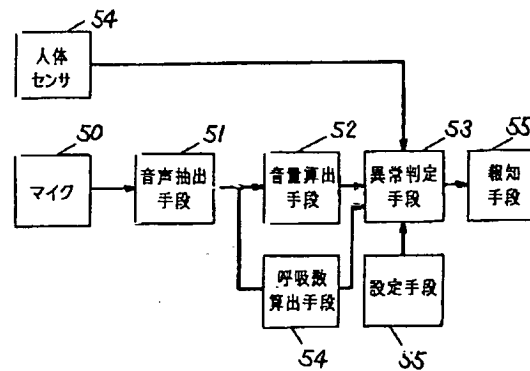 54
人体
センサ
50
マイク
51
音声抽出
手段
52
音量算出
手段
53
異常判定
手段
55
報知
手段
呼吸数
算出手段
54
設定手段
55